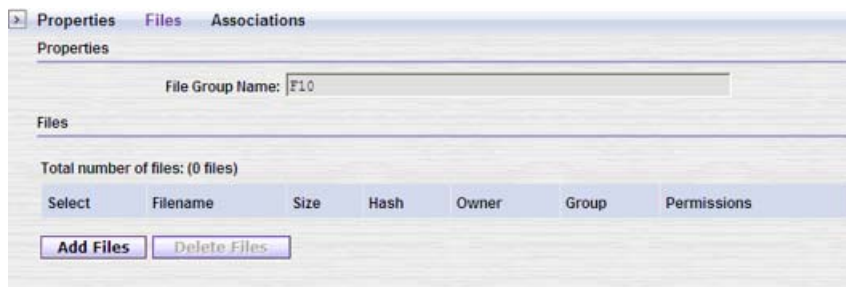 Properties Files Associations
Properties
File Group Name: F10
Files
Total number of files: (0 files)
Select Filename Size Hash Owner Group Permissions
Add Files Delete Files